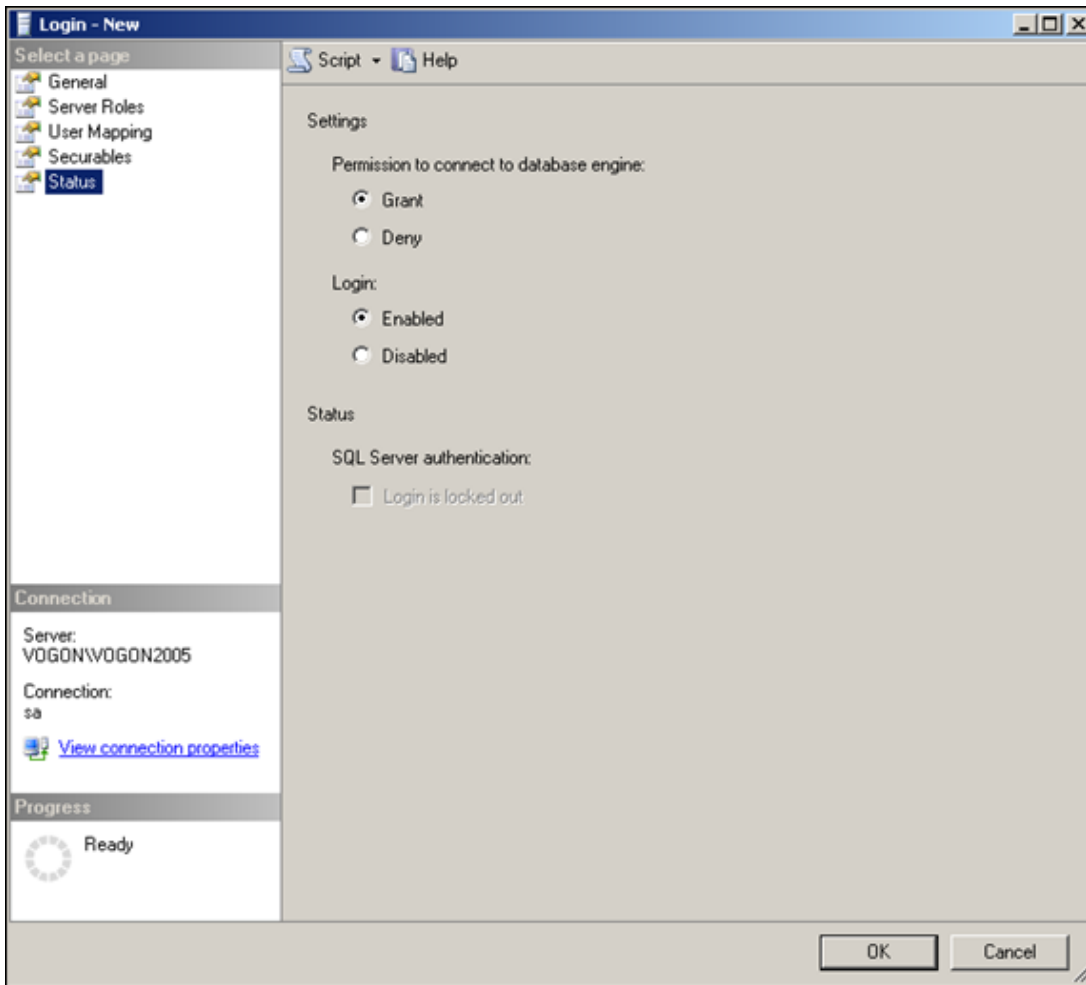 Login - New
Select a page
General
Server Roles
User Mapping
Securables
Status
Script
Help
Settings
Permission to connect to database engine:
Grant
Deny
Login:
Enabled
Disabled
Status
SQL Server authentication:
Login is locked out
Connection
Server:
VOGON\VOGON2005
Connection:
sa
View connection properties
Progress
Ready
OK
Cancel